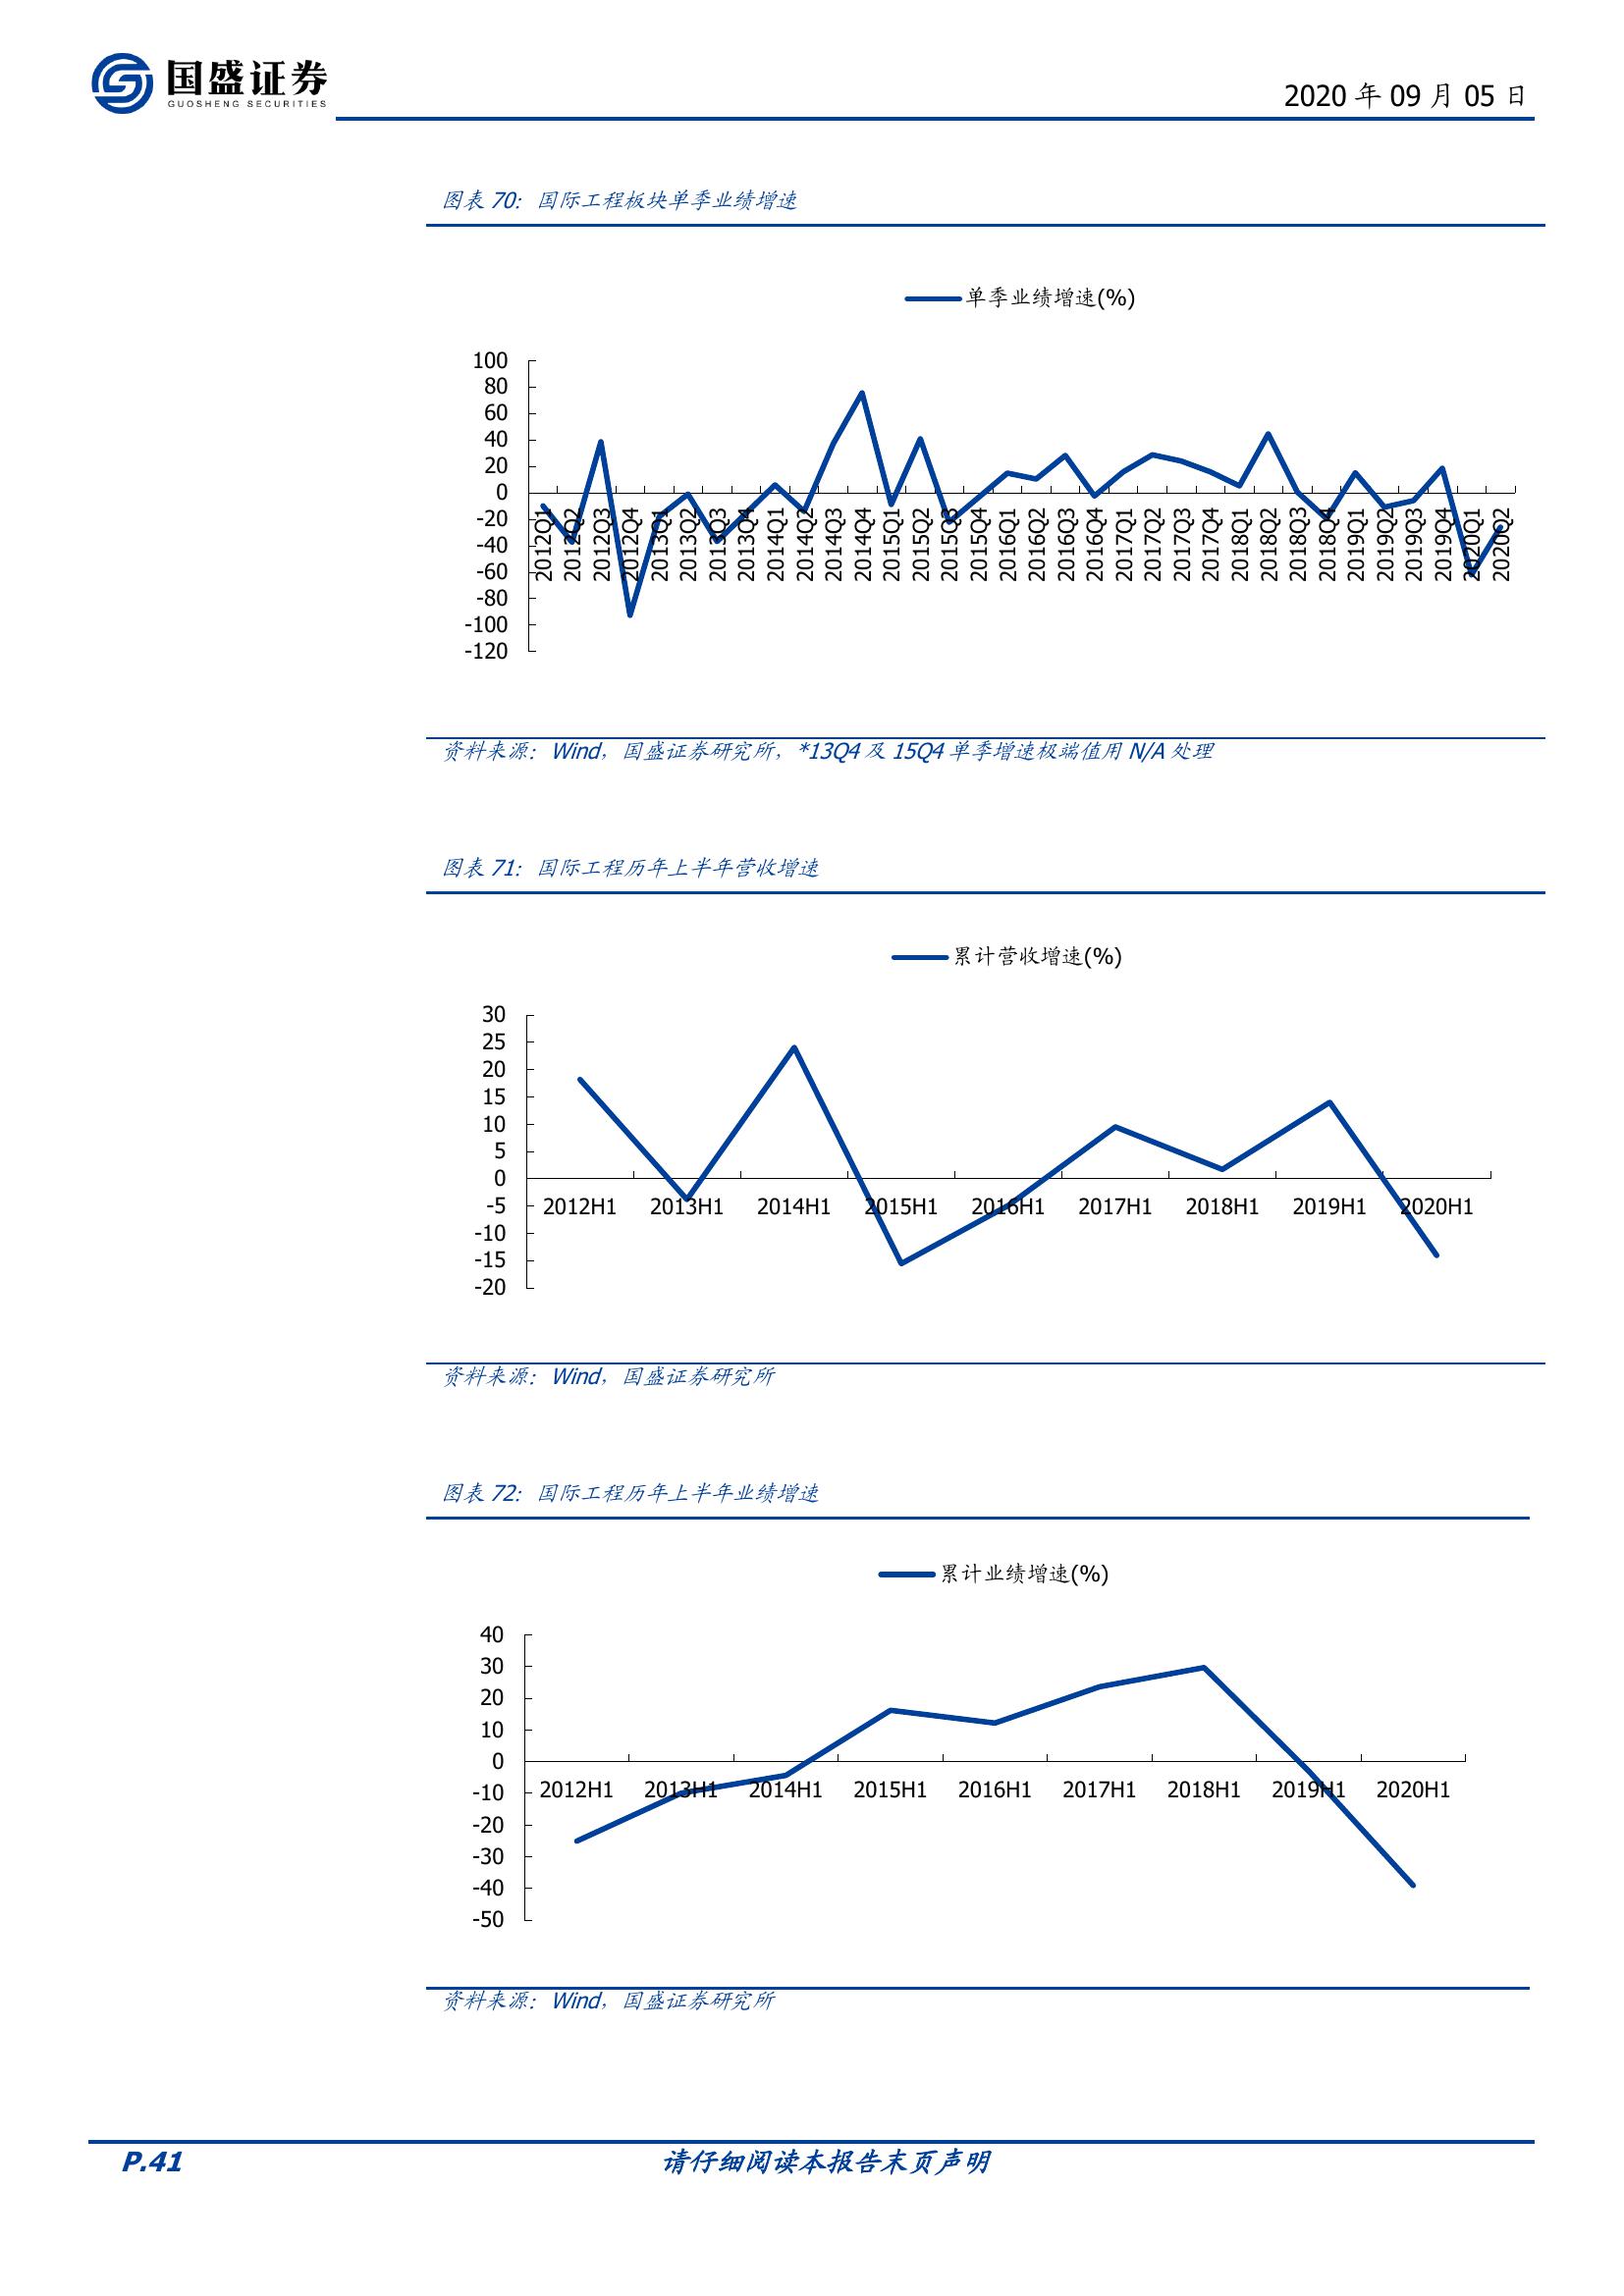 国盛证券
GUOSHENG SECURITIES
2020 年 09 月 05 日
图表 70：国际工程板块单季业绩增速
单季业绩增速(%)
100
80
60
40
20
0
-20
-40
-60
-80
-100
-120
2012Q1
2012Q2
2012Q3
2012Q4
2013Q1
2013Q2
2013Q3
2013Q4
2014Q1
2014Q2
2014Q3
2014Q4
2015Q1
2015Q2
2015Q3
2015Q4
2016Q1
2016Q2
2016Q3
2016Q4
2017Q1
2017Q2
2017Q3
2017Q4
2018Q1
2018Q2
2018Q3
2018Q4
2019Q1
2019Q2
2019Q3
2019Q4
2020Q1
2020Q2
资料来源：Wind，国盛证券研究所，*13Q4 及 15Q4 单季增速极端值用 N/A 处理
图表 71：国际工程历年上半年营收增速
累计营收增速(%)
30
25
20
15
10
5
0
-5
-10
-15
-20
2012H1 2013H1 2014H1 2015H1 2016H1 2017H1 2018H1 2019H1 2020H1
资料来源：Wind，国盛证券研究所
图表 72：国际工程历年上半年业绩增速
累计业绩增速(%)
40
30
20
10
0
-10
-20
-30
-40
-50
2012H1 2013H1 2014H1 2015H1 2016H1 2017H1 2018H1 2019H1 2020H1
资料来源：Wind，国盛证券研究所
P.41 请仔细阅读本报告末页声明